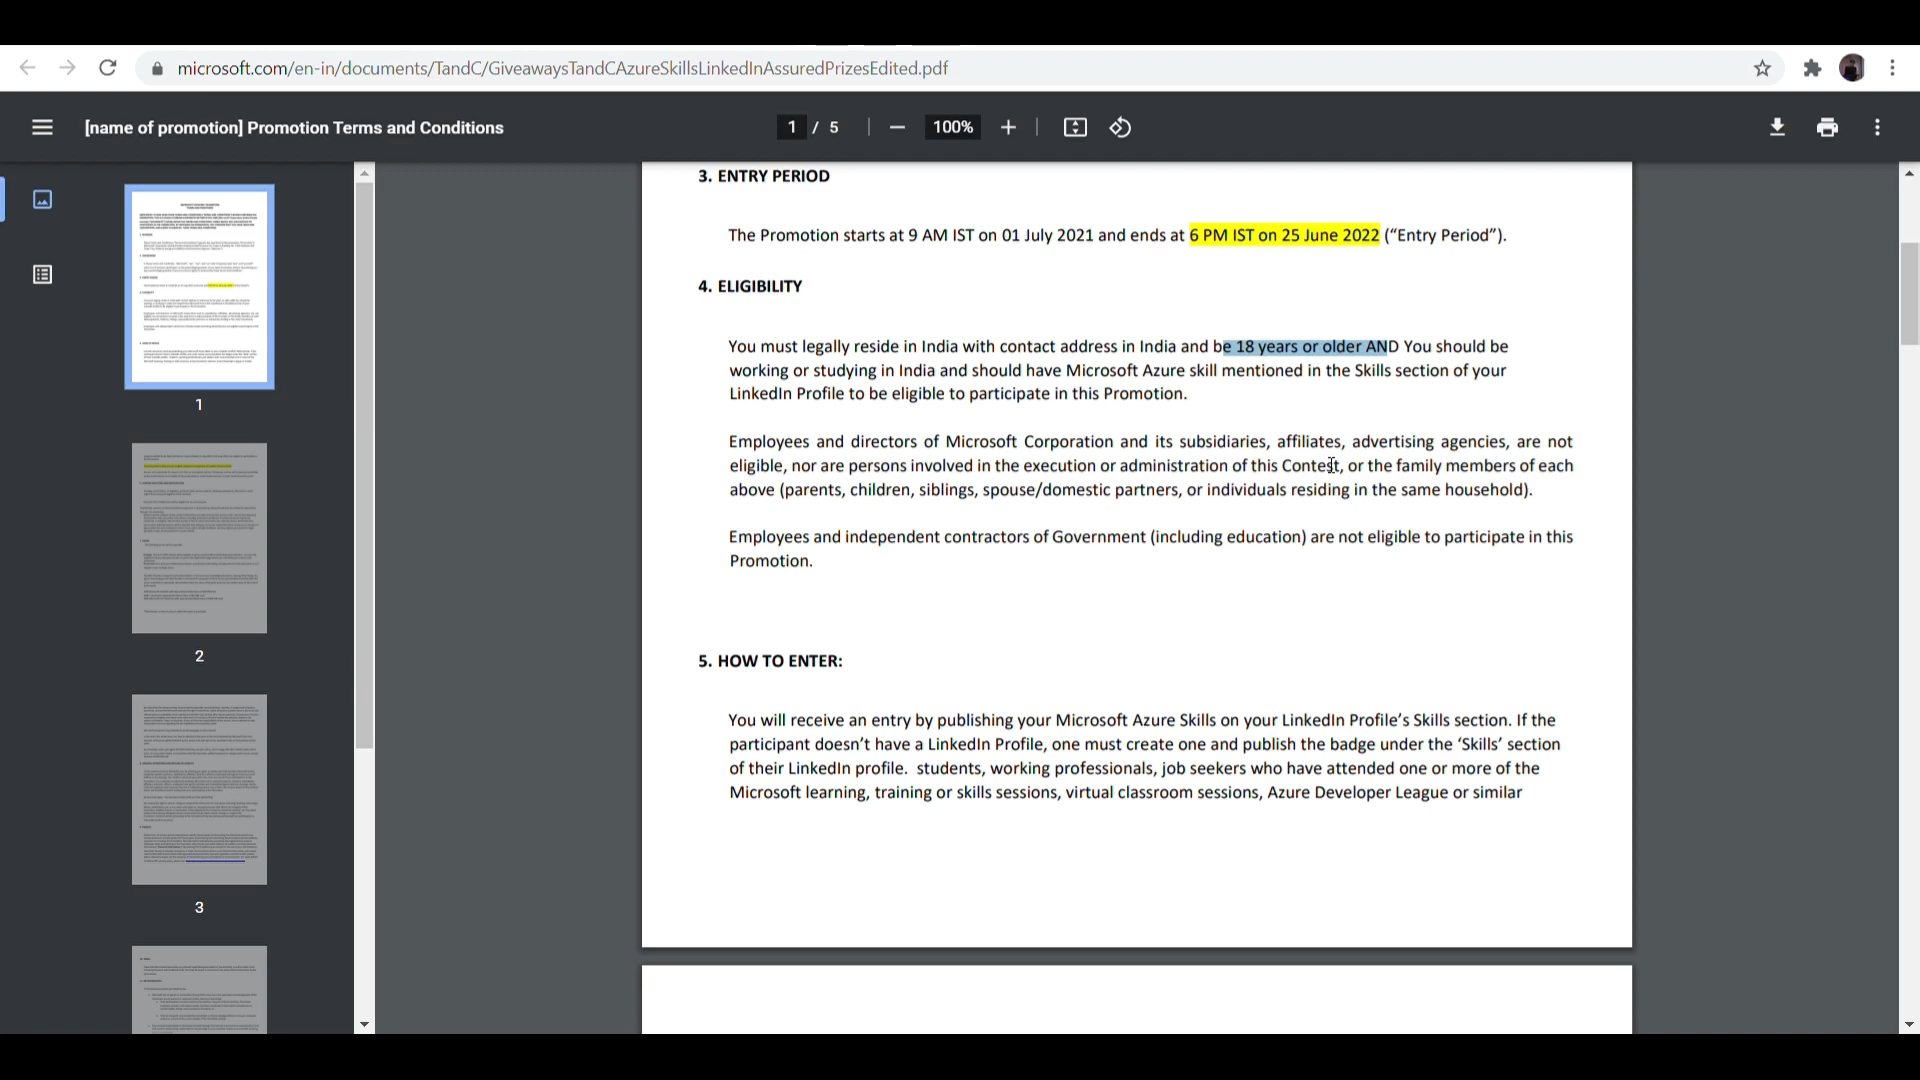 microsoft.com/en-in/documents/TandC/GiveawaysTandCAzureSkillsLinkedInAssuredPrizesEdited.pdf
[name of promotion] Promotion Terms and Conditions
1 / 5
100%
3. ENTRY PERIOD
The Promotion starts at 9 AM IST on 01 July 2021 and ends at 6 PM IST on 25 June 2022 (“Entry Period”).
4. ELIGIBILITY
You must legally reside in India with contact address in India and be 18 years or older AND You should be
working or studying in India and should have Microsoft Azure skill mentioned in the Skills section of your
LinkedIn Profile to be eligible to participate in this Promotion.
Employees and directors of Microsoft Corporation and its subsidiaries, affiliates, advertising agencies, are not
eligible, nor are persons involved in the execution or administration of this Contest, or the family members of each
above (parents, children, siblings, spouse/domestic partners, or individuals residing in the same household).
Employees and independent contractors of Government (including education) are not eligible to participate in this
Promotion.
5. HOW TO ENTER:
You will receive an entry by publishing your Microsoft Azure Skills on your LinkedIn Profile’s Skills section. If the
participant doesn’t have a LinkedIn Profile, one must create one and publish the badge under the ‘Skills’ section
of their LinkedIn profile.  students, working professionals, job seekers who have attended one or more of the
Microsoft learning, training or skills sessions, virtual classroom sessions, Azure Developer League or similar
1
2
3